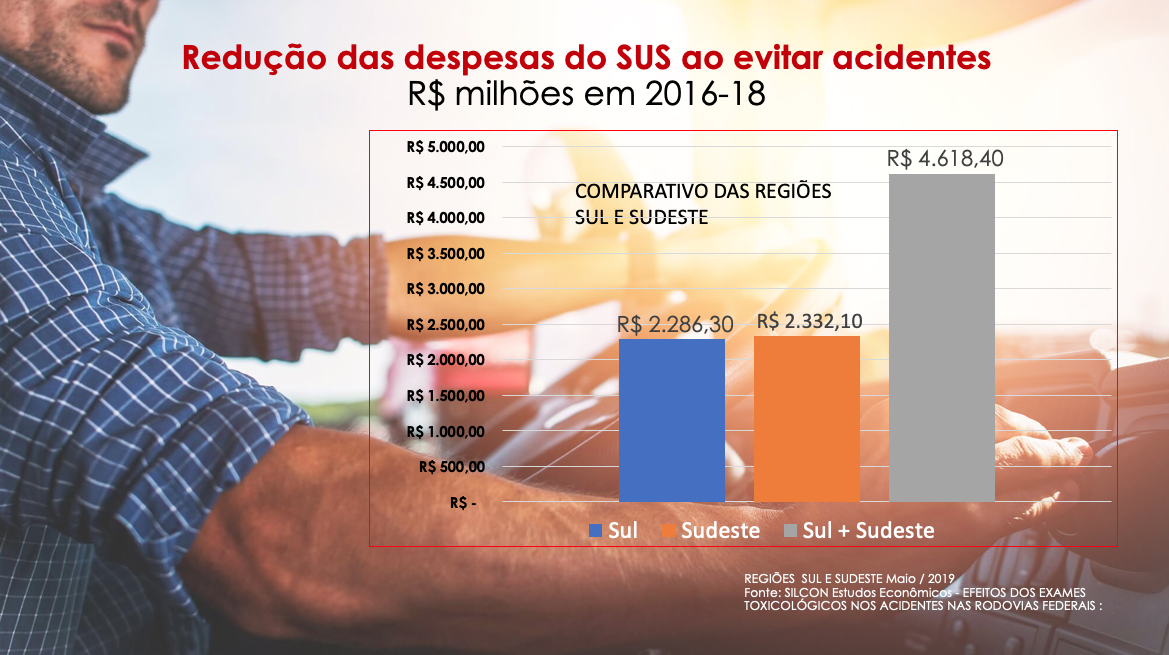 Redução das despesas do SUS ao evitar acidentes
R$ milhões em 2016-18
R$ 5.000,00
R$ 4.500,00
R$ 4.000,00
R$ 3.500,00
R$ 3.000,00
R$ 2.500,00
R$ 2.000,00
R$ 1.500,00
R$ 1.000,00
R$ 500,00
R$ -
COMPARATIVO DAS REGIÕES
SUL E SUDESTE
R$ 2.286,30
R$ 2.332,10
R$ 4.618,40
Sul Sudeste Sul + Sudeste
REGIÕES SUL E SUDESTE Maio / 2019
Fonte: SILCON Estudos Econômicos - EFEITOS DOS EXAMES
TOXICOLÓGICOS NOS ACIDENTES NAS RODOVIAS FEDERAIS :